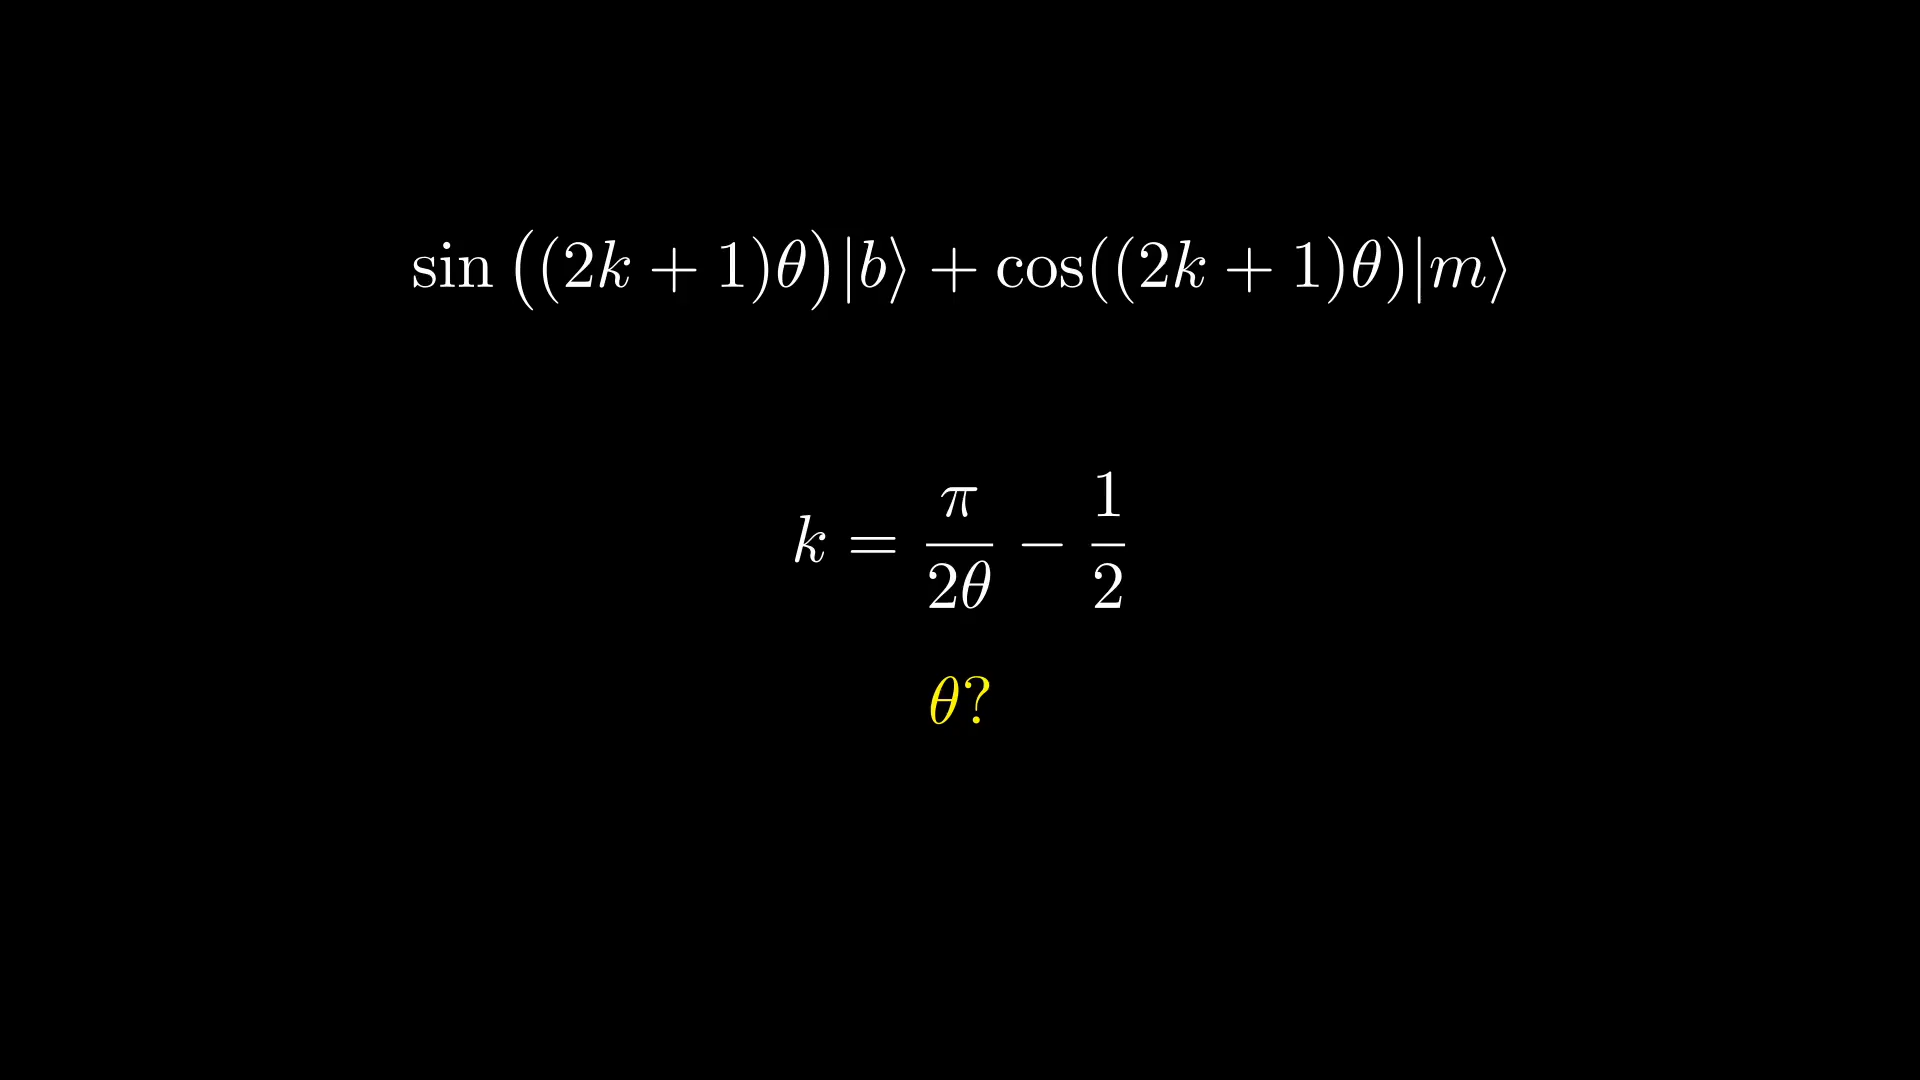 sin ((2k + 1)θ)|b⟩ + cos((2k + 1)θ)|m⟩
k = π/2θ − 1/2
θ?